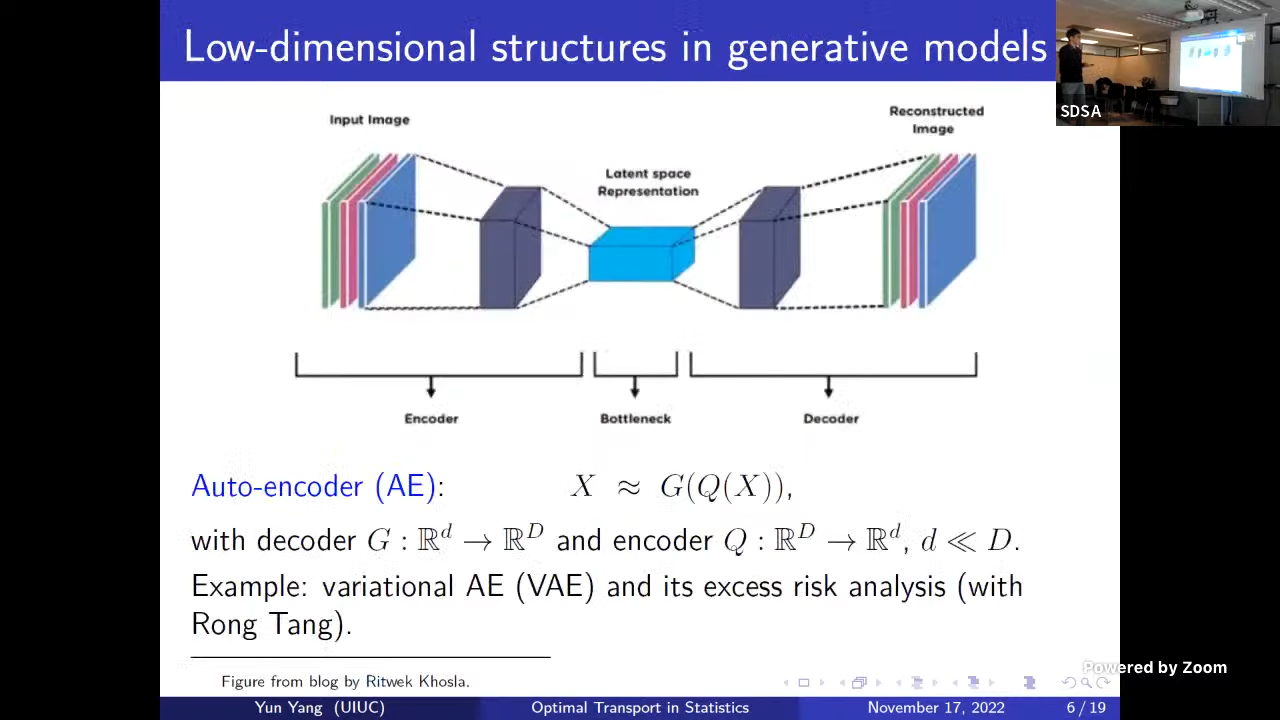 Low-dimensional structures in generative models
SDSA
Input Image
Reconstructed
Image
Latent space
Representation
Encoder
Bottleneck
Decoder
Auto-encoder (AE): X ≈ G(Q(X)),
with decoder G : ℝ^d → ℝ^D and encoder Q : ℝ^D → ℝ^d, d ≪ D.
Example: variational AE (VAE) and its excess risk analysis (with
Rong Tang).
Figure from blog by Ritwek Khosla.
Powered by Zoom
Yun Yang (UIUC) Optimal Transport in Statistics November 17, 2022 6 / 19